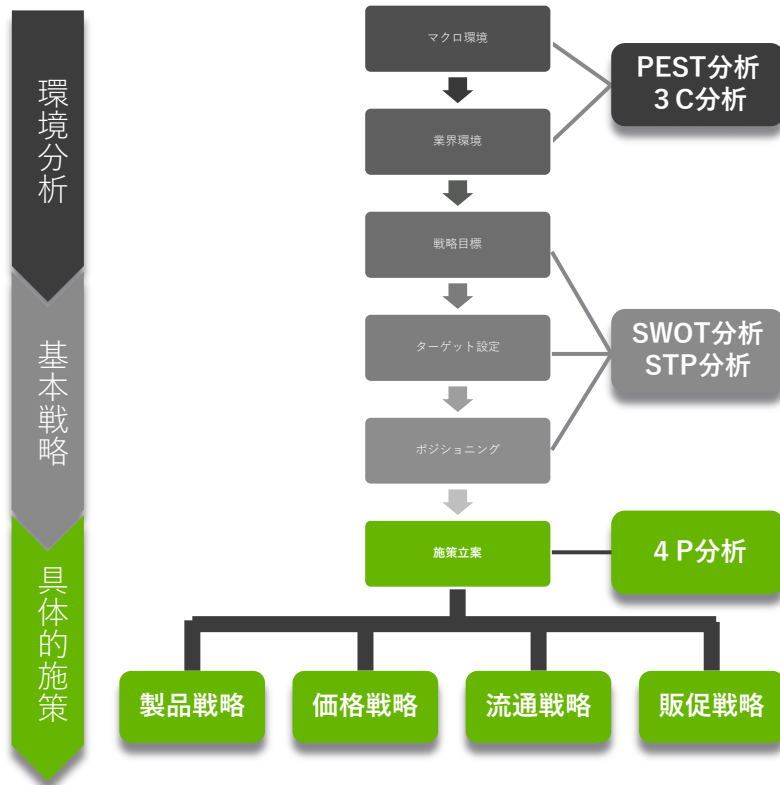 環境分析
マクロ環境
PEST分析
３C分析
業界環境
戦略目標
基本戦略
ターゲット設定
SWOT分析
STP分析
ポジショニング
具体的施策
施策立案
４P分析
製品戦略
価格戦略
流通戦略
販促戦略